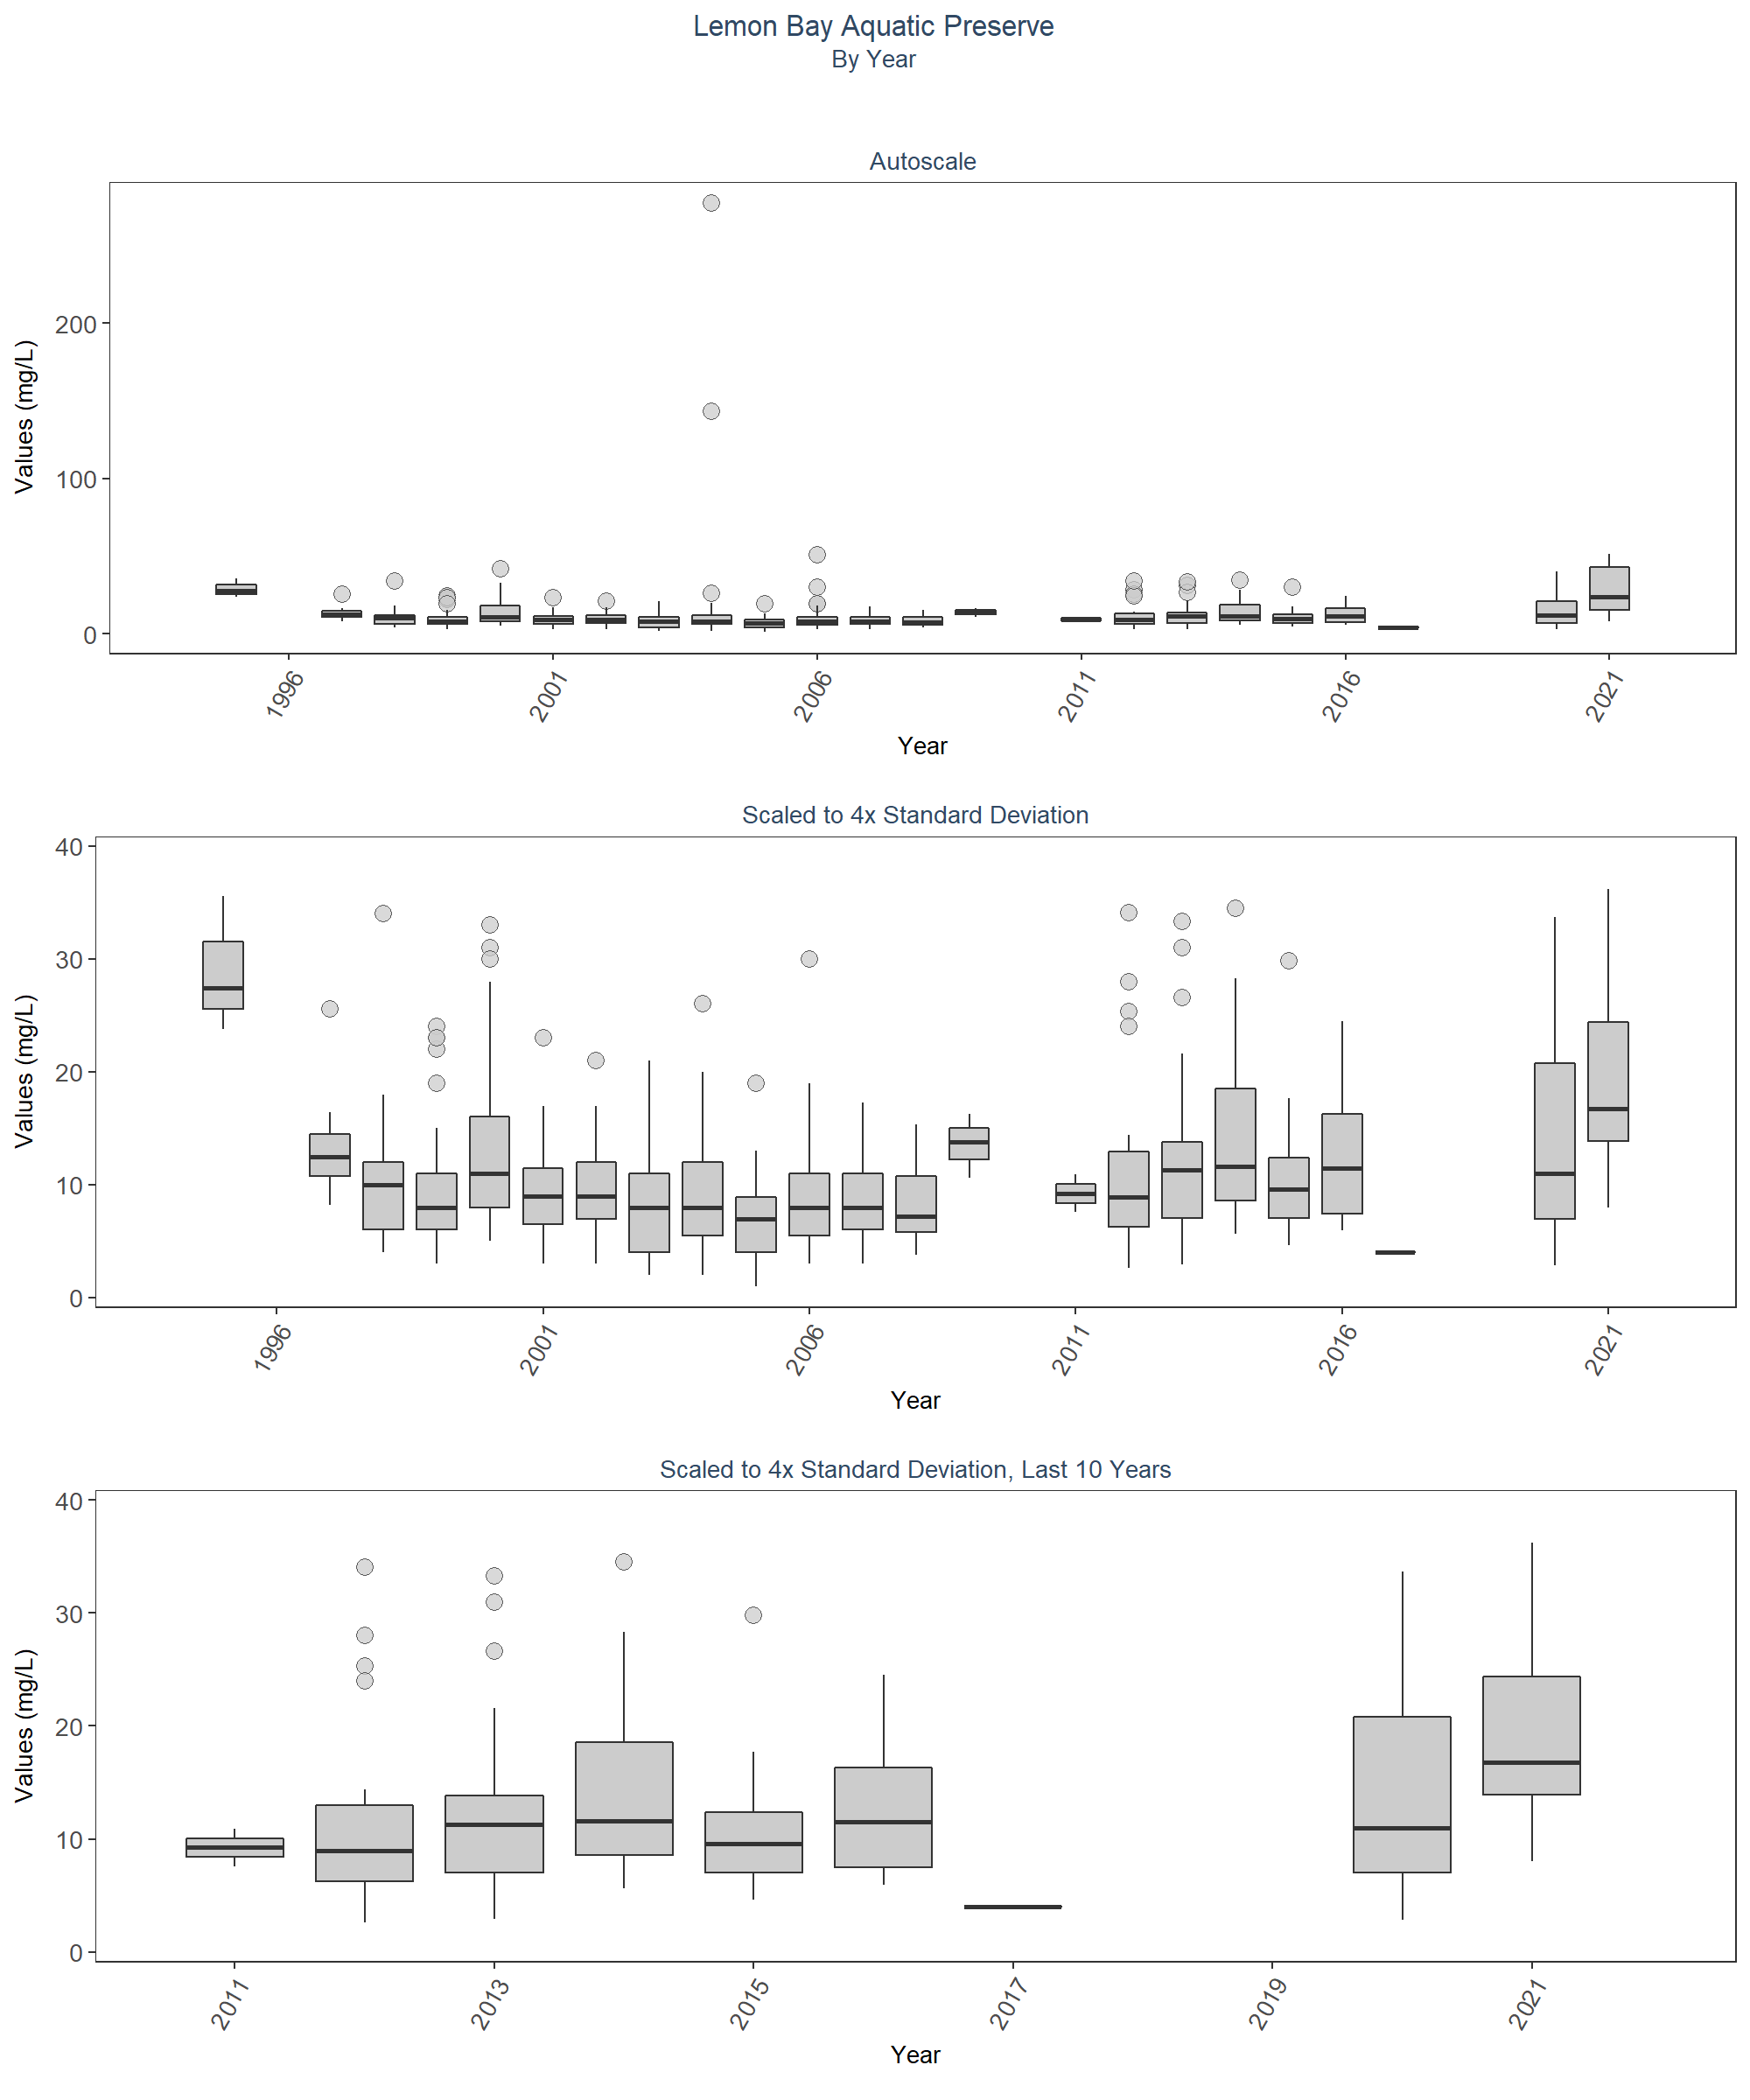 Lemon Bay Aquatic Preserve
By Year
Autoscale
Values (mg/L)
200
100
0
1996 2001 2006 2011 2016 2021
Year
Scaled to 4x Standard Deviation
Values (mg/L)
40
30
20
10
0
1996 2001 2006 2011 2016 2021
Year
Scaled to 4x Standard Deviation, Last 10 Years
Values (mg/L)
40
30
20
10
0
2011 2013 2015 2017 2019 2021
Year